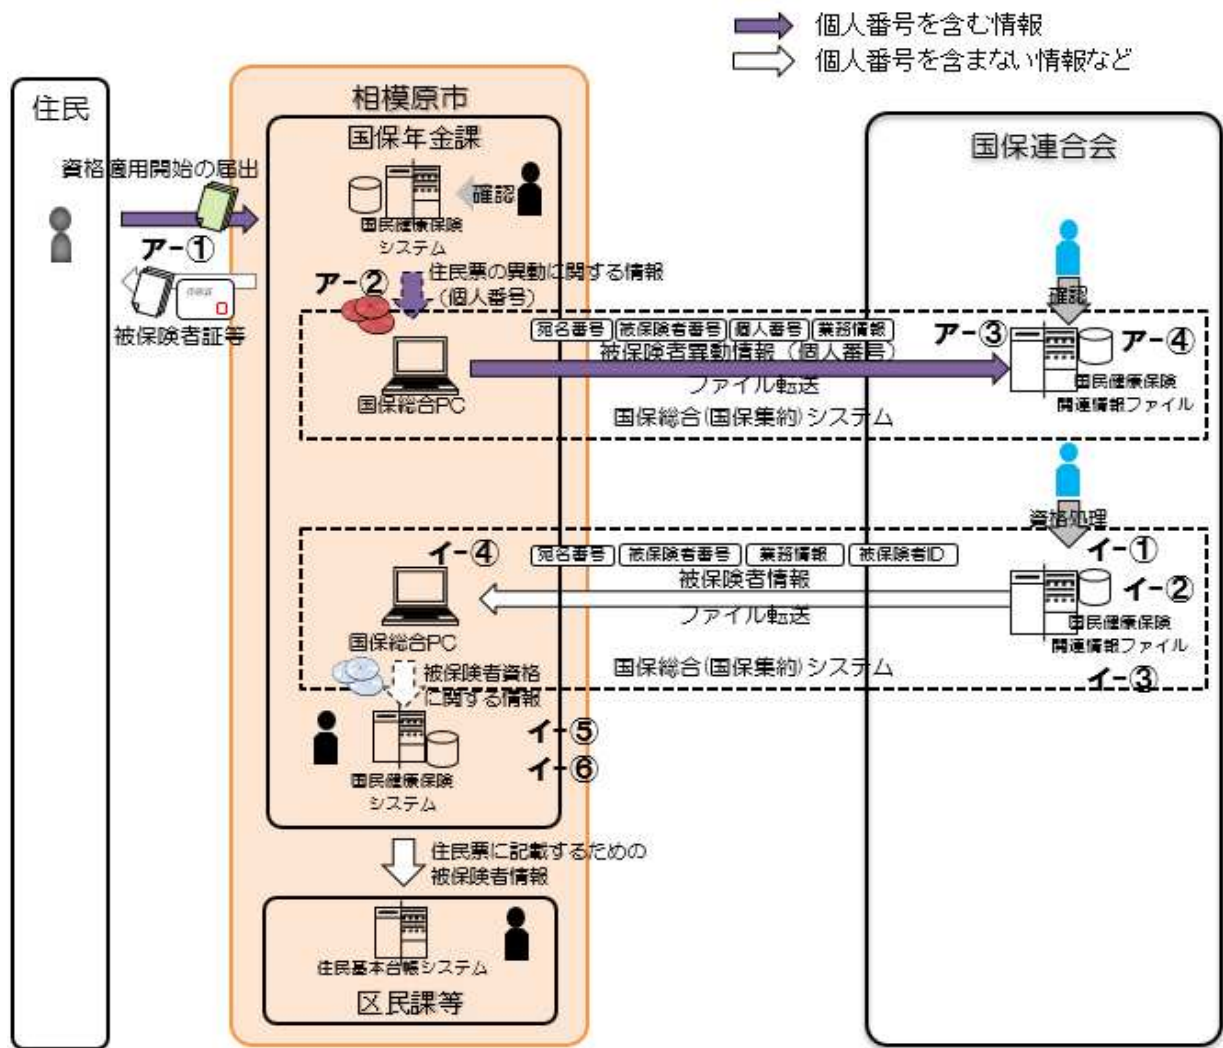 個人番号を含む情報
個人番号を含まない情報など
住民
相模原市
国保年金課
国保連合会
資格適用開始の届出
確認
国民健康保険
システム
ア-①
ア-②
住民票の異動に関する情報
(個人番号)
被保険者証等
確認
宛名番号 被保険者番号 個人番号 業務情報
ア-③
ア-④
被保険者異動情報(個人番号)
ファイル転送
国保総合PC
国民健康保険
関連情報ファイル
国保総合(国保集約)システム
資格処理
イ-④
宛名番号 被保険者番号 業務情報 被保険者ID
イ-①
イ-②
被保険者情報
ファイル転送
国保総合PC
国民健康保険
関連情報ファイル
国保総合(国保集約)システム
イ-③
被保険者資格
に関する情報
イ-⑤
イ-⑥
国民健康保険
システム
住民票に記載するための
被保険者情報
住民基本台帳システム
区民課等